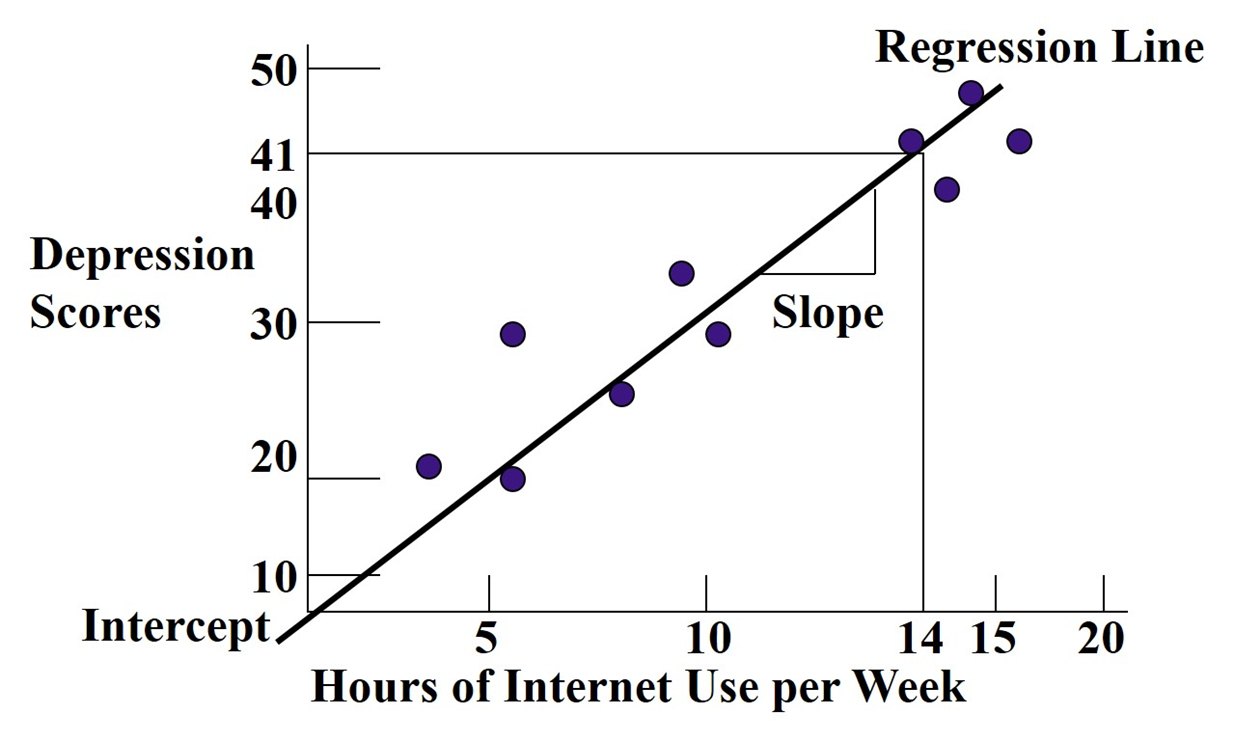 Regression Line
50
41
40
Depression
Scores
30
Slope
20
10
Intercept
5 10 14 15 20
Hours of Internet Use per Week